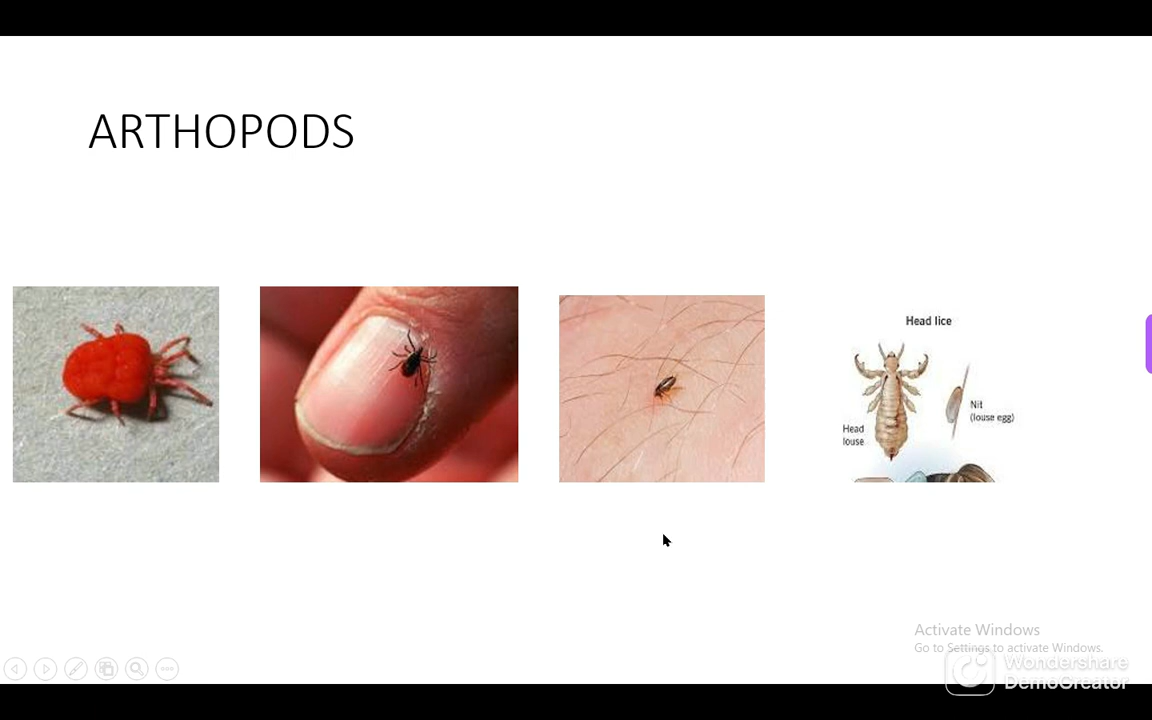 ARTHOPODS
Head lice
Nit
(louse egg)
Head
louse
Activate Windows
Go to Settings to activate Windows.
Wondershare
DemoCreator